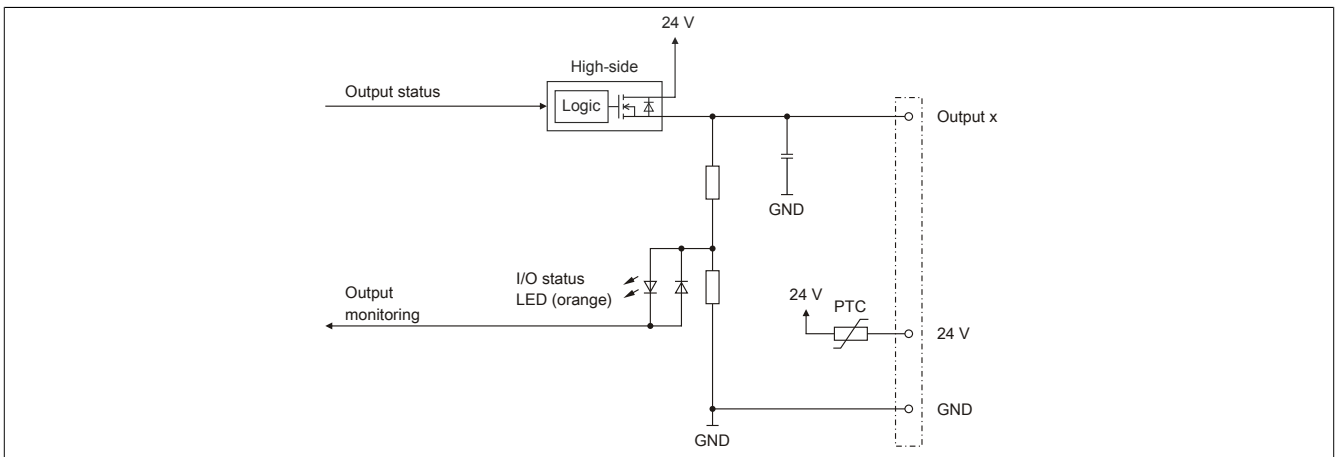 24 V
High-side
Output status
Logic
Output x
GND
I/O status
LED (orange)
Output
monitoring
24 V
PTC
24 V
GND
GND